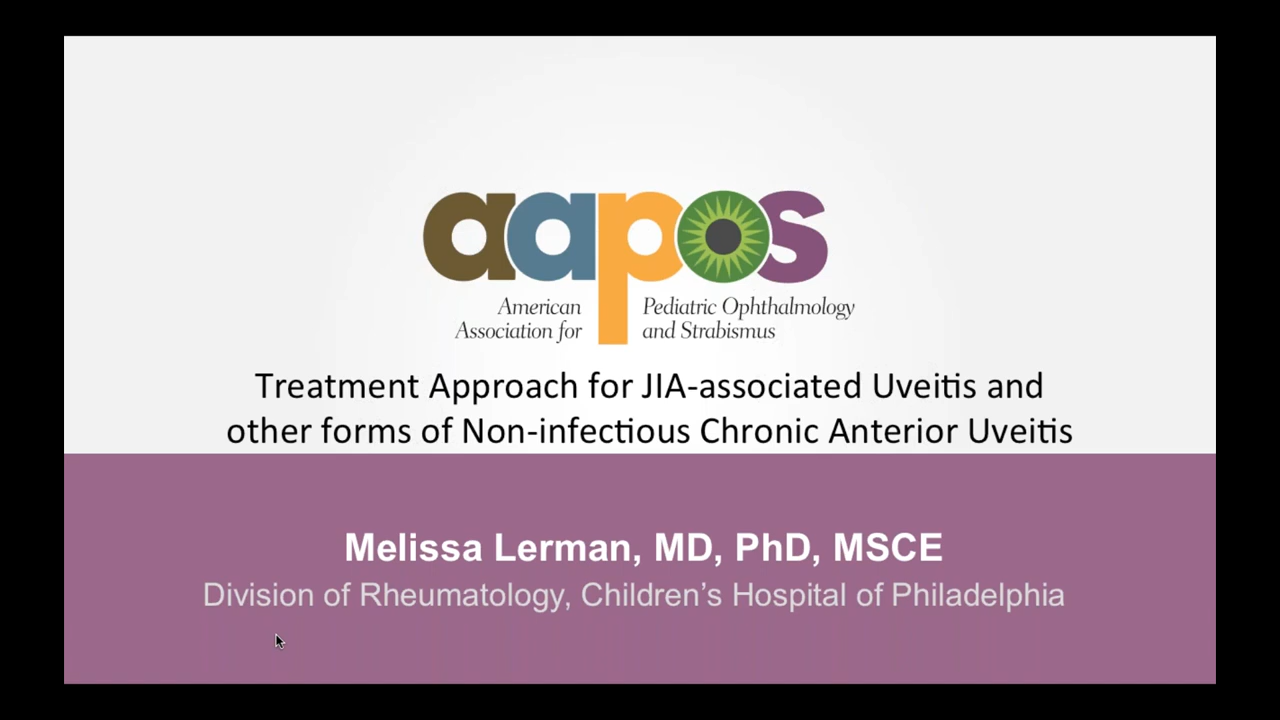 aapos
American Pediatric Ophthalmology
Association for and Strabismus
Treatment Approach for JIA-associated Uveitis and
other forms of Non-infectious Chronic Anterior Uveitis
Melissa Lerman, MD, PhD, MSCE
Division of Rheumatology, Children's Hospital of Philadelphia